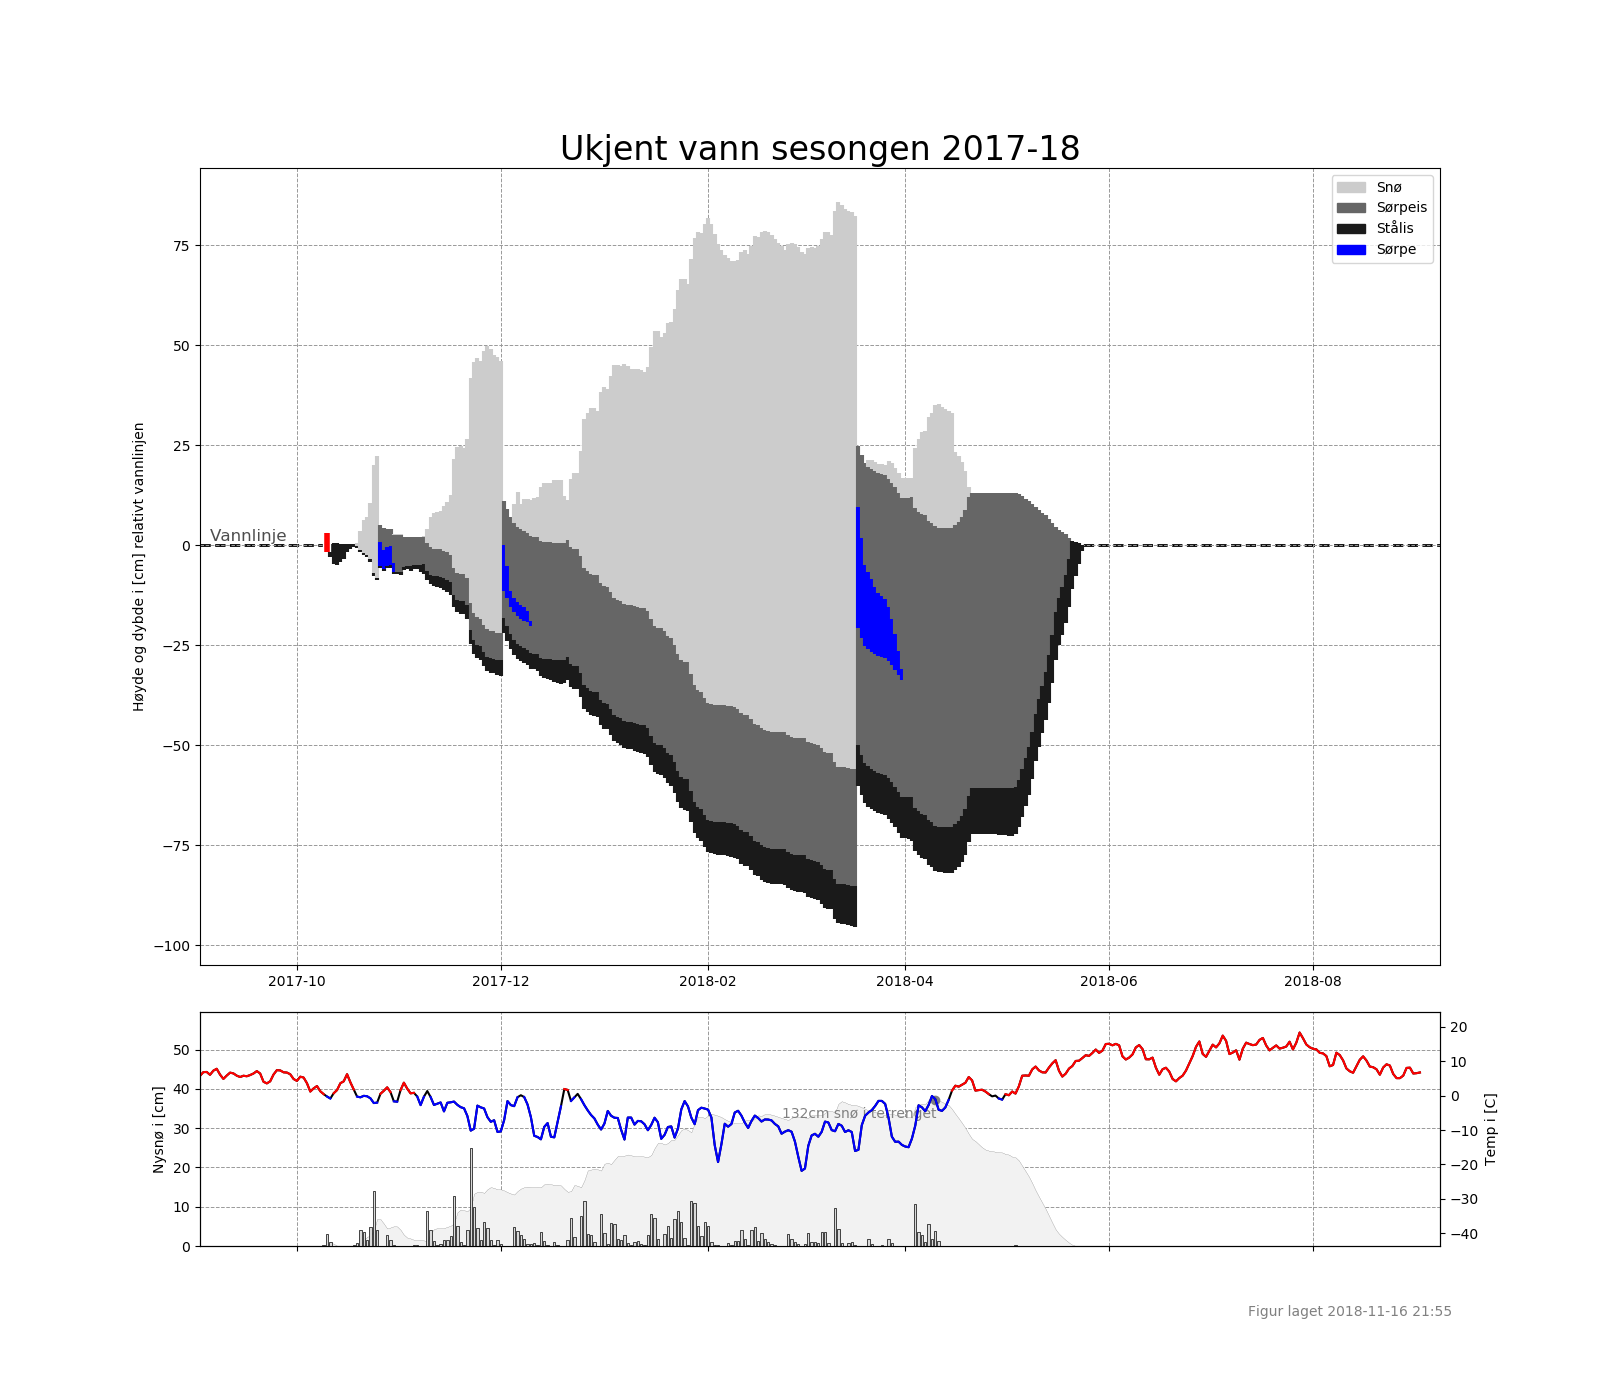 Ukjent vann sesongen 2017-18
Snø
Sørpeis
Stålis
Sørpe
Høyde og dybde i [cm] relativt vannlinjen
75
50
25
0
−25
−50
−75
−100
Vannlinje
2017-10
2017-12
2018-02
2018-04
2018-06
2018-08
Nysnø i [cm]
50
40
30
20
10
0
132cm snø i terrenget
20
10
0
−10
−20
−30
−40
Temp i [C]
Figur laget 2018-11-16 21:55